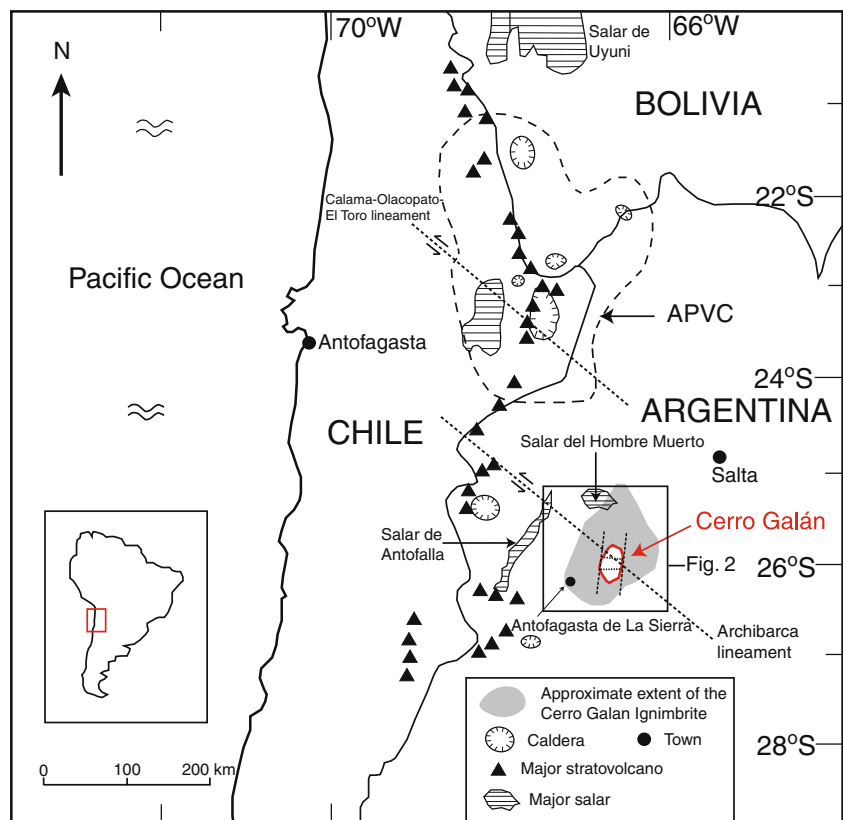 70°W
66°W
Salar de
Uyuni
N
BOLIVIA
22°S
Calama-Olacopato-
El Toro lineament
Pacific Ocean
APVC
Antofagasta
24°S
ARGENTINA
CHILE
Salar del Hombre Muerto
Salta
Cerro Galán
Salar de
Antofalla
Fig. 2
26°S
Antofagasta de La Sierra
Archibarca
lineament
Approximate extent of the
Cerro Galan Ignimbrite
Caldera
Town
28°S
Major stratovolcano
0 100 200 km
Major salar